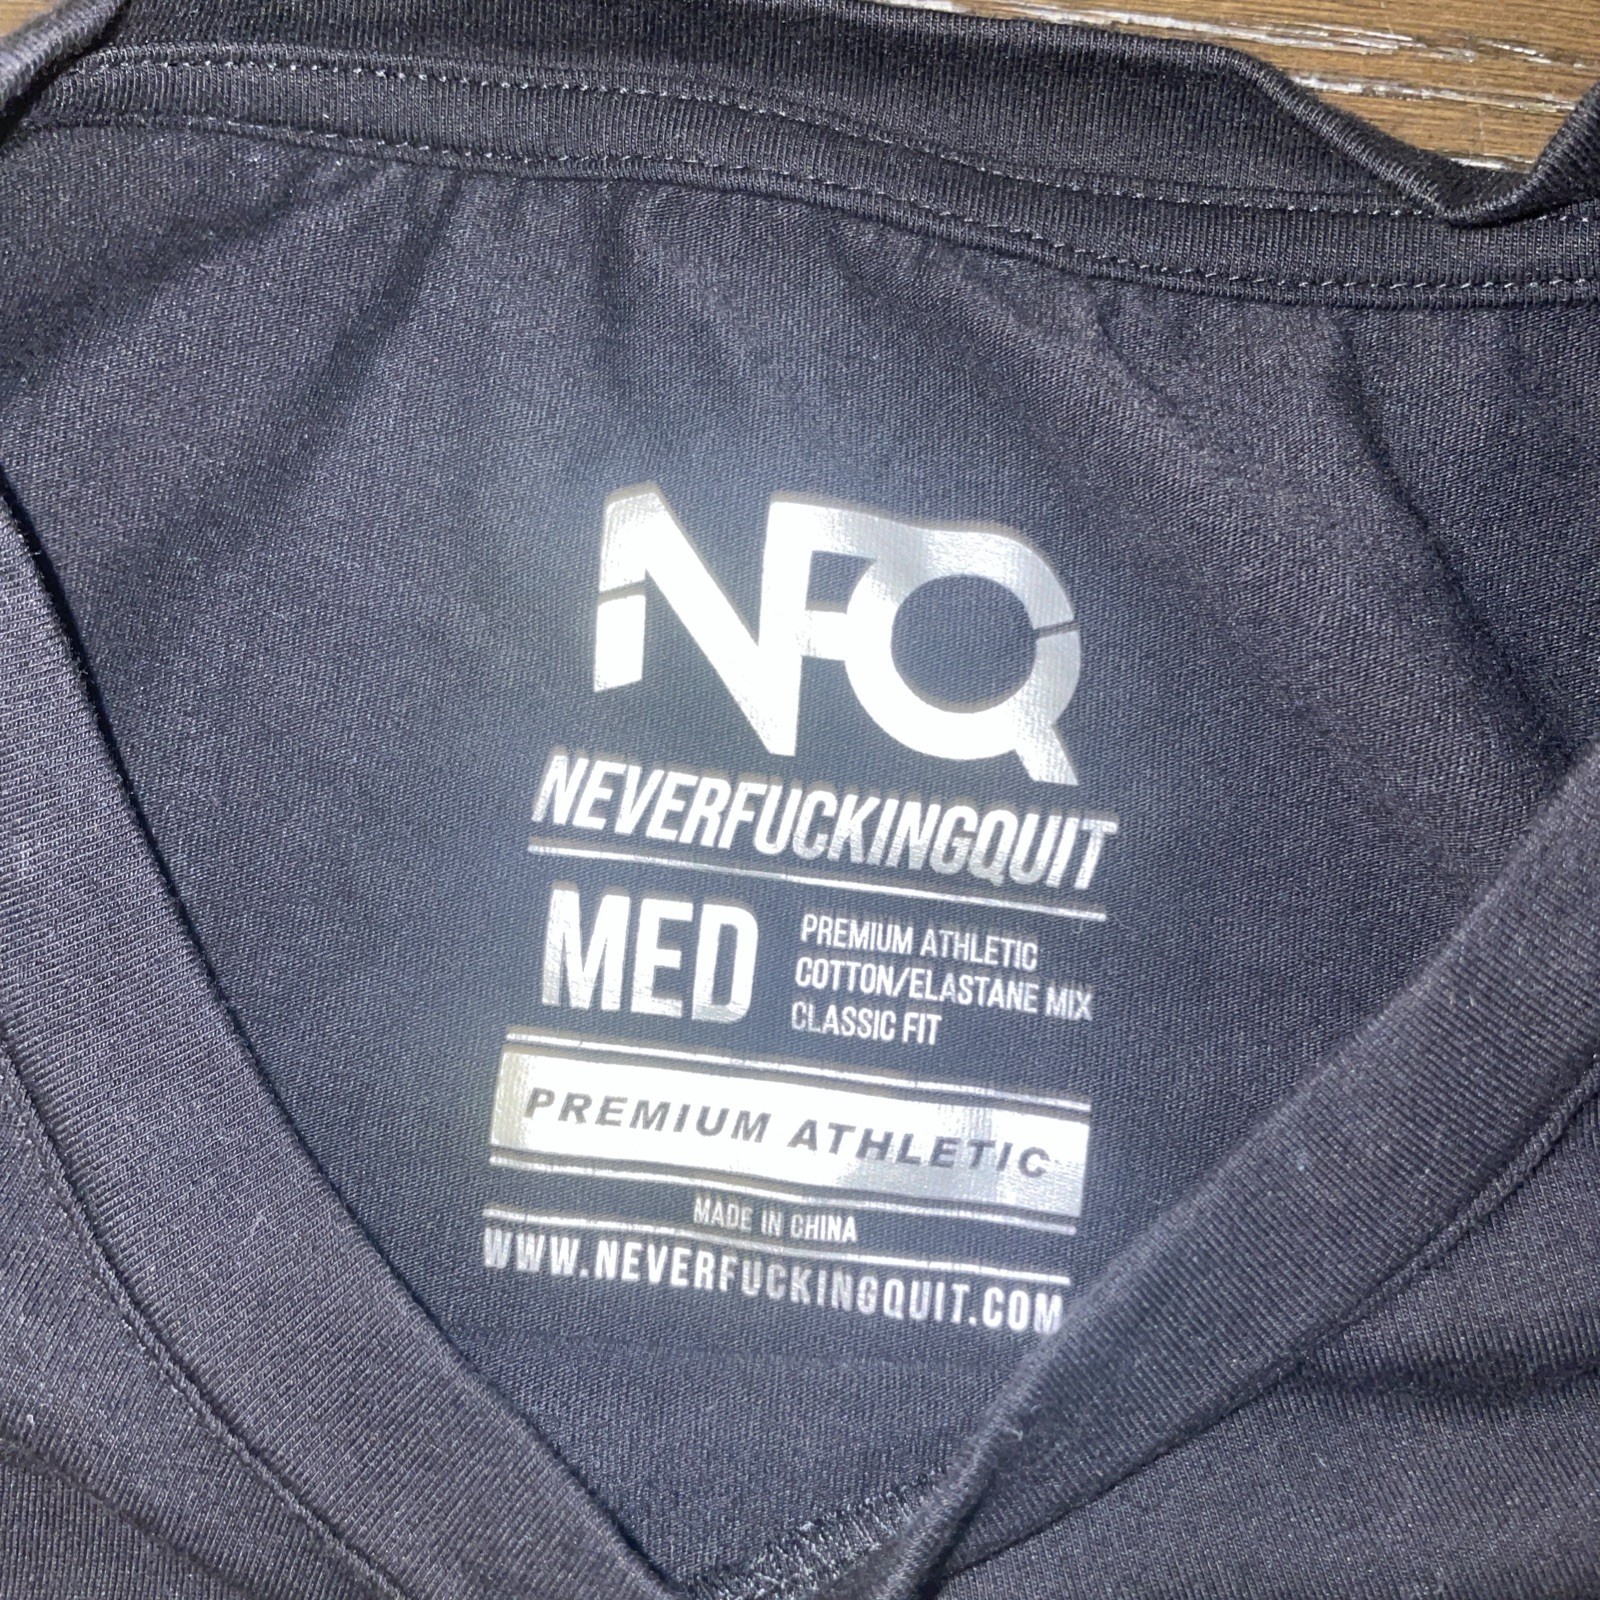 NFQ
NEVERFUCKINGQUIT
MED
PREMIUM ATHLETIC
COTTON/ELASTANE MIX
CLASSIC FIT
PREMIUM ATHLETIC
MADE IN CHINA
WWW.NEVERFUCKINGQUIT.COM